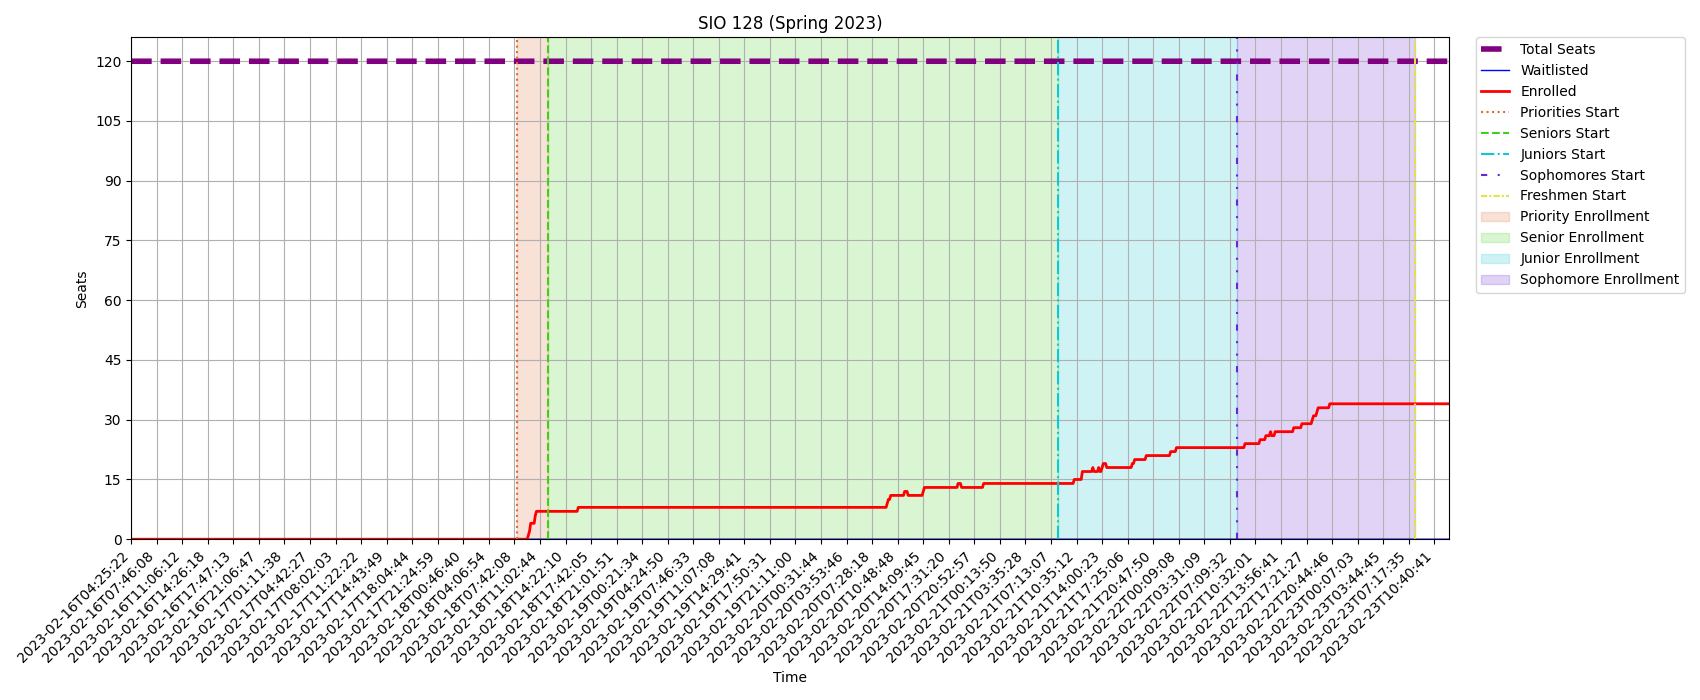 SIO 128 (Spring 2023)
Total Seats
Waitlisted
Enrolled
Priorities Start
Seniors Start
Juniors Start
Sophomores Start
Freshmen Start
Priority Enrollment
Senior Enrollment
Junior Enrollment
Sophomore Enrollment
Seats
120
105
90
75
60
45
30
15
0
2023-02-16T04:25:22
2023-02-16T07:46:08
2023-02-16T11:06:12
2023-02-16T14:26:18
2023-02-16T17:47:13
2023-02-16T21:06:47
2023-02-17T01:11:38
2023-02-17T04:42:27
2023-02-17T08:02:03
2023-02-17T11:22:22
2023-02-17T14:43:49
2023-02-17T18:04:44
2023-02-17T21:24:59
2023-02-18T00:46:40
2023-02-18T04:06:54
2023-02-18T07:42:08
2023-02-18T11:02:44
2023-02-18T14:22:10
2023-02-18T17:42:05
2023-02-18T21:01:51
2023-02-19T00:21:34
2023-02-19T04:24:50
2023-02-19T07:46:33
2023-02-19T11:07:08
2023-02-19T14:29:41
2023-02-19T17:50:31
2023-02-19T21:11:00
2023-02-20T00:31:44
2023-02-20T03:53:46
2023-02-20T07:28:18
2023-02-20T10:48:48
2023-02-20T14:09:45
2023-02-20T17:31:20
2023-02-20T20:52:57
2023-02-21T00:13:50
2023-02-21T03:35:28
2023-02-21T07:13:07
2023-02-21T10:35:12
2023-02-21T14:00:23
2023-02-21T17:25:06
2023-02-21T20:47:50
2023-02-22T00:09:08
2023-02-22T03:31:09
2023-02-22T07:09:32
2023-02-22T10:32:01
2023-02-22T13:56:41
2023-02-22T17:21:27
2023-02-22T20:44:46
2023-02-23T00:07:03
2023-02-23T03:44:45
2023-02-23T07:17:35
2023-02-23T10:40:41
Time